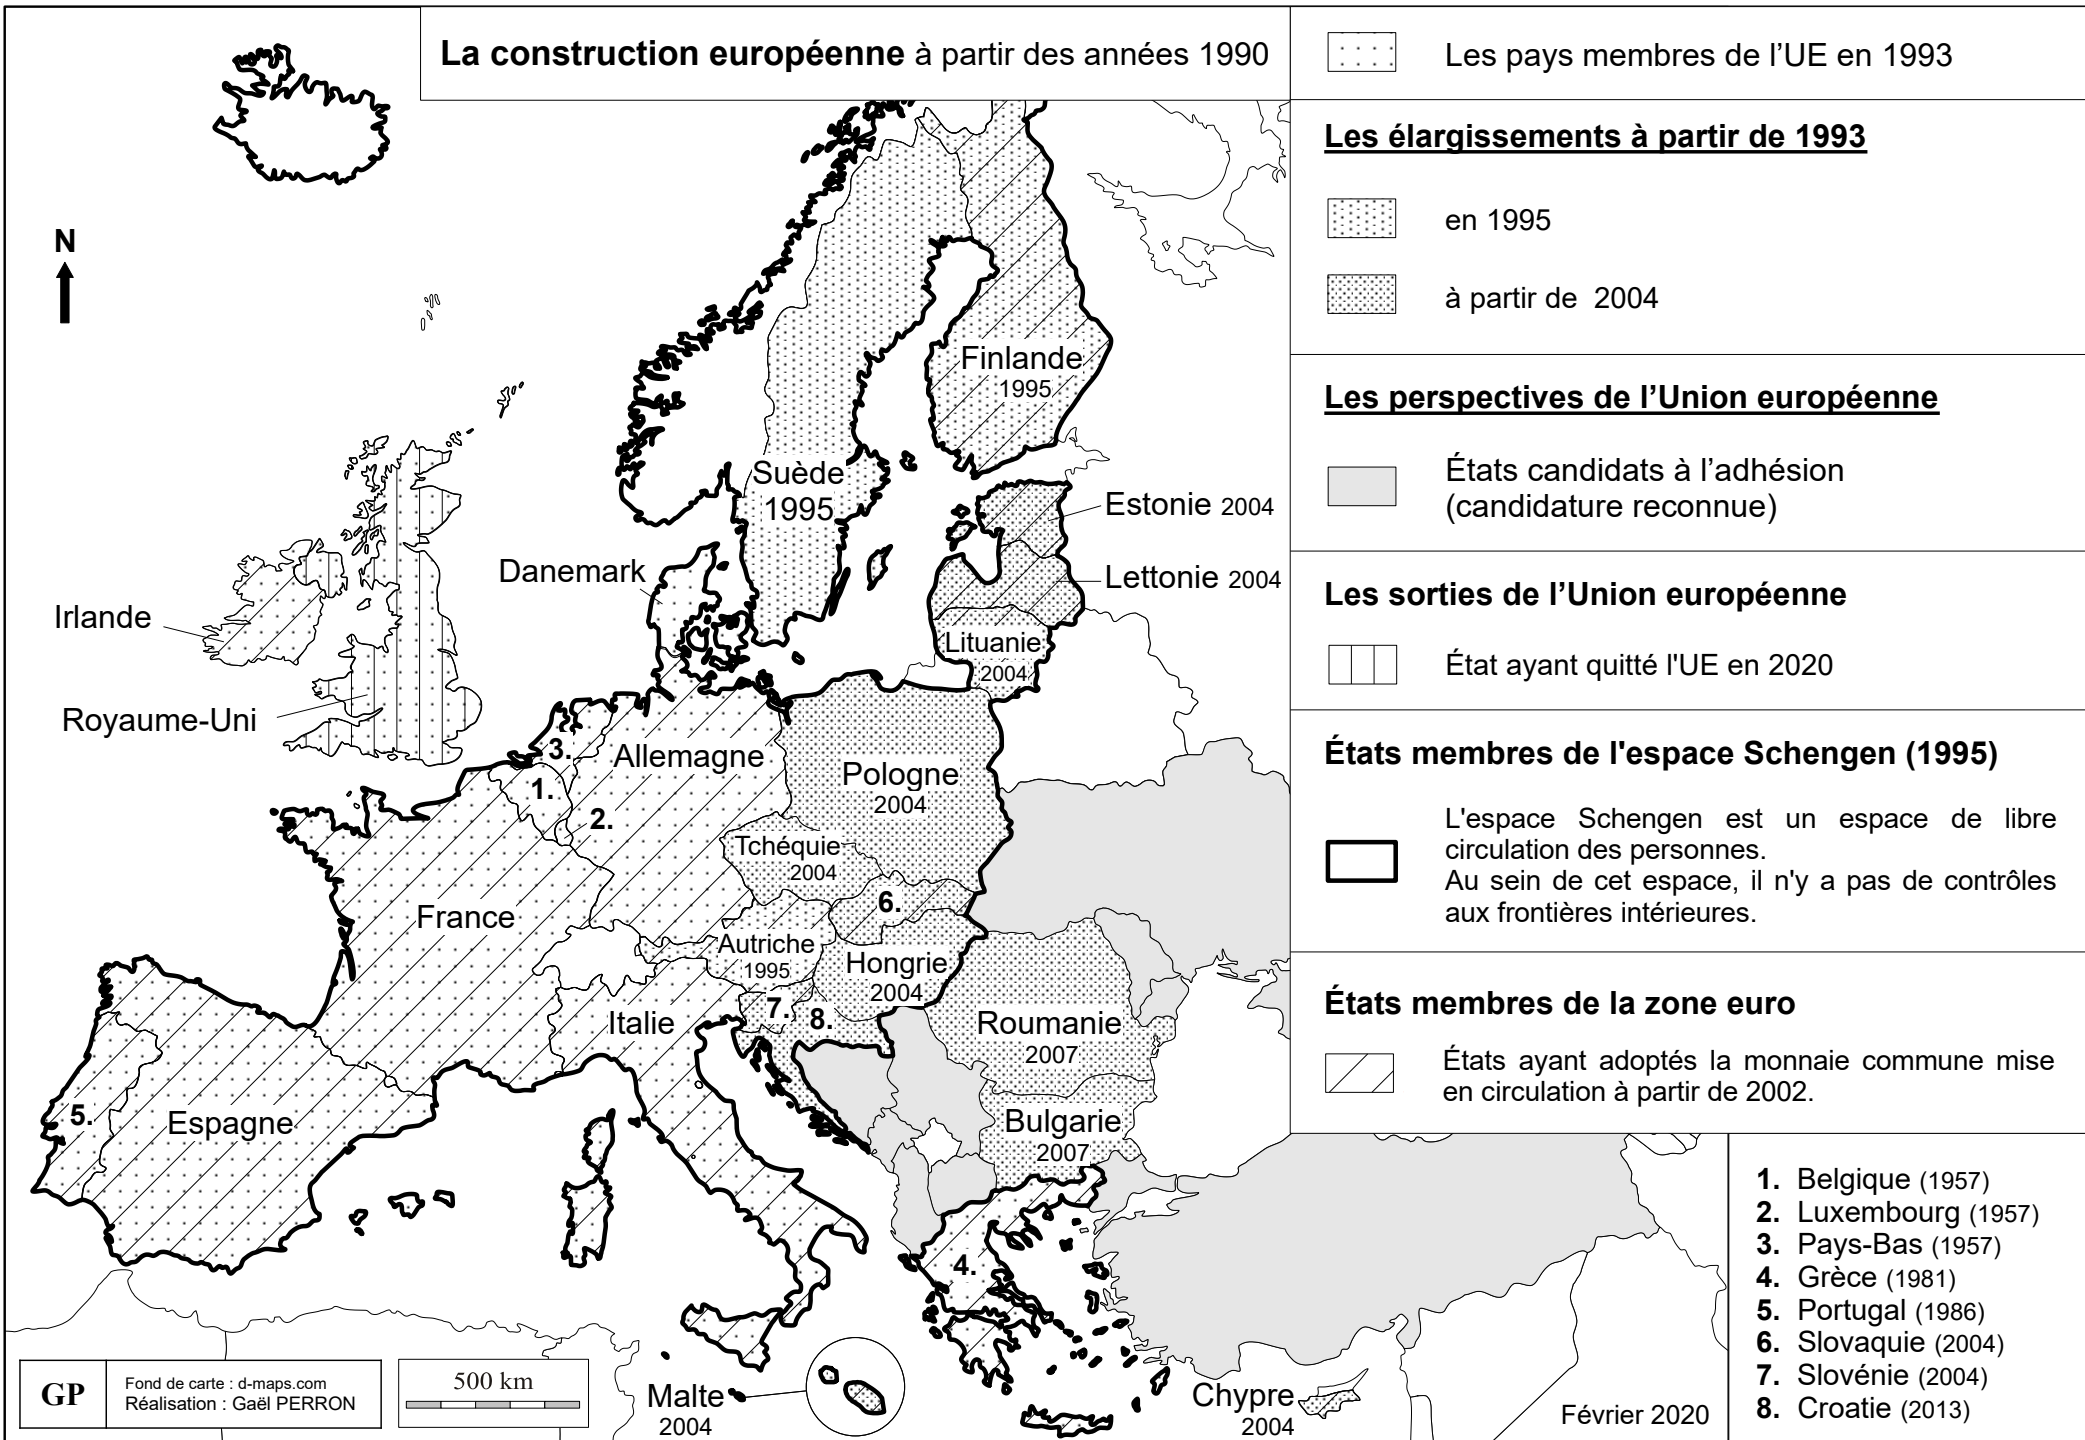 La construction européenne à partir des années 1990
Les pays membres de l'UE en 1993
Les élargissements à partir de 1993
en 1995
à partir de 2004
Les perspectives de l’Union européenne
États candidats à l’adhésion
(candidature reconnue)
Les sorties de l’Union européenne
État ayant quitté l'UE en 2020
États membres de l'espace Schengen (1995)
L'espace Schengen est un espace de libre
circulation des personnes.
Au sein de cet espace, il n'y a pas de contrôles
aux frontières intérieures.
États membres de la zone euro
États ayant adoptés la monnaie commune mise
en circulation à partir de 2002.
1. Belgique (1957)
2. Luxembourg (1957)
3. Pays-Bas (1957)
4. Grèce (1981)
5. Portugal (1986)
6. Slovaquie (2004)
7. Slovénie (2004)
8. Croatie (2013)
N
Finlande
1995
Suède
1995
Estonie 2004
Danemark
Lettonie 2004
Irlande
Lituanie
2004
Royaume-Uni
3.
Allemagne
Pologne
2004
1.
2.
Tchéquie
2004
6.
France
Autriche
1995
Hongrie
2004
7.
8.
Italie
Roumanie
2007
5.
Espagne
Bulgarie
2007
4.
Malte
2004
Chypre
2004
Février 2020
GP
Fond de carte : d-maps.com
Réalisation : Gaël PERRON
500 km